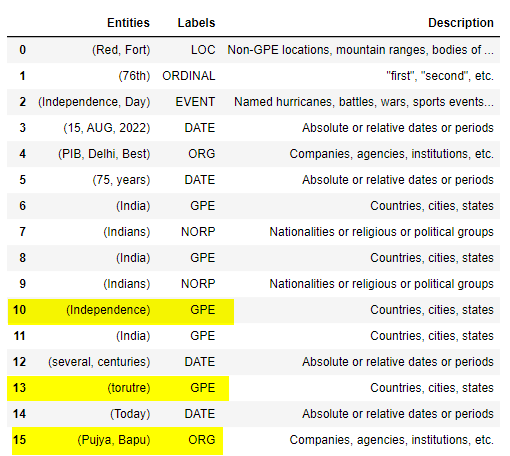 Entities Labels Description
0 (Red, Fort) LOC Non-GPE locations, mountain ranges, bodies of ...
1 (76th) ORDINAL "first", "second", etc.
2 (Independence, Day) EVENT Named hurricanes, battles, wars, sports events...
3 (15, AUG, 2022) DATE Absolute or relative dates or periods
4 (PIB, Delhi, Best) ORG Companies, agencies, institutions, etc.
5 (75, years) DATE Absolute or relative dates or periods
6 (India) GPE Countries, cities, states
7 (Indians) NORP Nationalities or religious or political groups
8 (India) GPE Countries, cities, states
9 (Indians) NORP Nationalities or religious or political groups
10 (Independence) GPE Countries, cities, states
11 (India) GPE Countries, cities, states
12 (several, centuries) DATE Absolute or relative dates or periods
13 (torutre) GPE Countries, cities, states
14 (Today) DATE Absolute or relative dates or periods
15 (Pujya, Bapu) ORG Companies, agencies, institutions, etc.